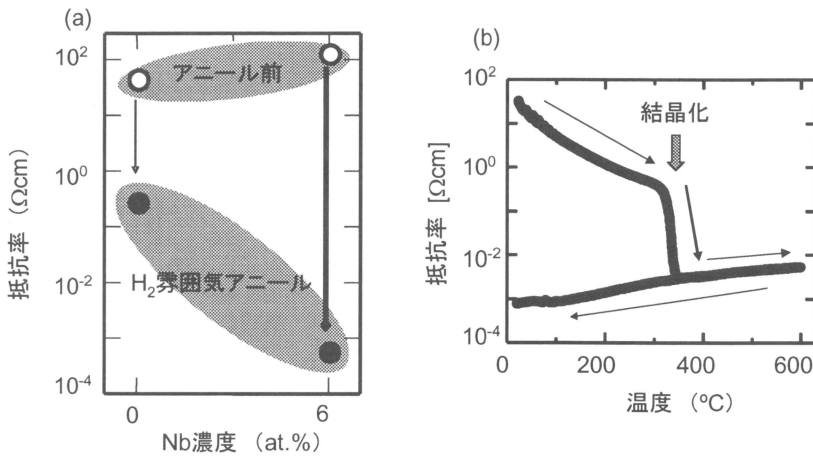 (a)
10²
10⁰
10⁻²
10⁻⁴
抵抗率 (Ωcm)
アニール前
H₂雰囲気アニール
0
6
Nb濃度 (at.%)
(b)
10²
10⁰
10⁻²
10⁻⁴
抵抗率 [Ωcm]
結晶化
0
200
400
600
温度 (ºC)